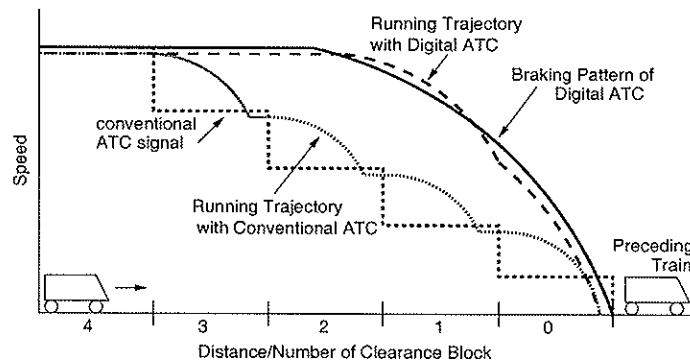 Running Trajectory
with Digital ATC
Braking Pattern of
Digital ATC
conventional
ATC signal
Speed
Running Trajectory
with Conventional ATC
Preceding
Train
4 3 2 1 0
Distance/Number of Clearance Block